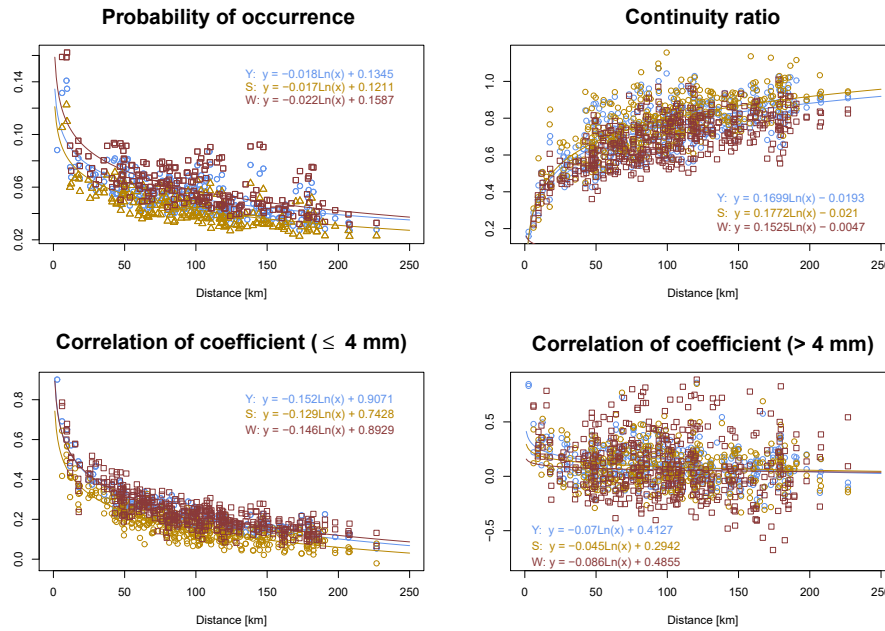 Probability of occurrence
Y: y = −0.018Ln(x) + 0.1345
S: y = −0.017Ln(x) + 0.1211
W: y = −0.022Ln(x) + 0.1587
0.14
0.10
0.06
0.02
0 50 100 150 200 250
Distance [km]
Continuity ratio
1.0
0.8
0.6
0.4
0.2
Y: y = 0.1699Ln(x) − 0.0193
S: y = 0.1772Ln(x) − 0.021
W: y = 0.1525Ln(x) − 0.0047
0 50 100 150 200 250
Distance [km]
Correlation of coefficient ( ≤ 4 mm)
Y: y = −0.152Ln(x) + 0.9071
S: y = −0.129Ln(x) + 0.7428
W: y = −0.146Ln(x) + 0.8929
0.8
0.6
0.4
0.2
0.0
0 50 100 150 200 250
Distance [km]
Correlation of coefficient (> 4 mm)
0.5
0.0
−0.5
Y: y = −0.07Ln(x) + 0.4127
S: y = −0.045Ln(x) + 0.2942
W: y = −0.086Ln(x) + 0.4855
0 50 100 150 200 250
Distance [km]